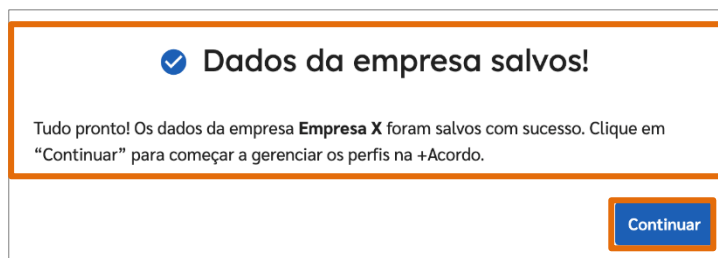 Dados da empresa salvos!
Tudo pronto! Os dados da empresa Empresa X foram salvos com sucesso. Clique em
“Continuar” para começar a gerenciar os perfis na +Acordo.
Continuar